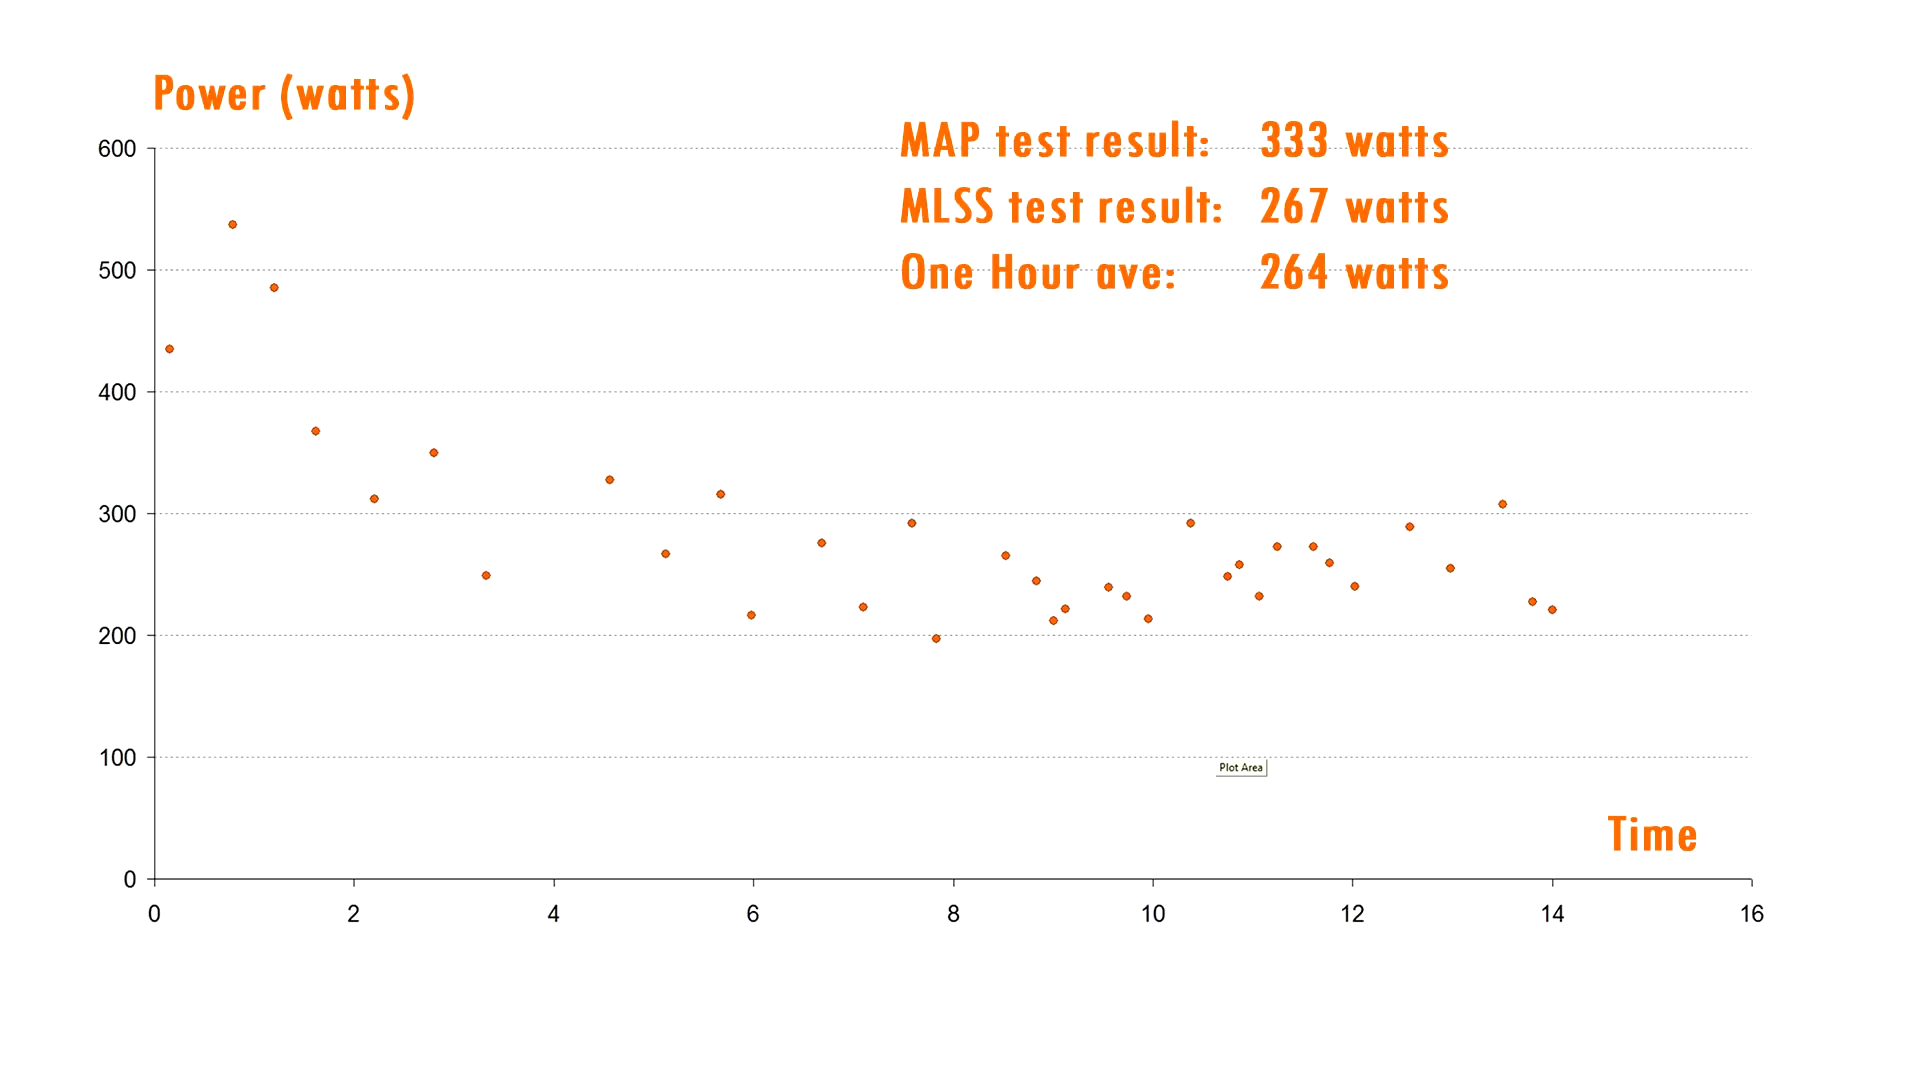 Power (watts)
MAP test result: 333 watts
MLSS test result: 267 watts
One Hour ave: 264 watts
600
500
400
300
200
100
0
Plot Area
Time
0 2 4 6 8 10 12 14 16